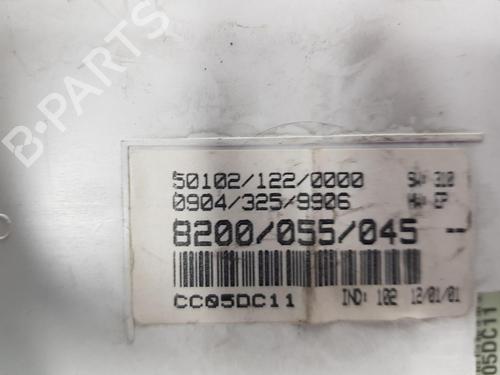 B-PARTS
50102/122/0000 SW: 310
0904/325/9906 HW: EP
8200/055/045 --
CC05DC11 IND: 102 12/01/01
05DC11